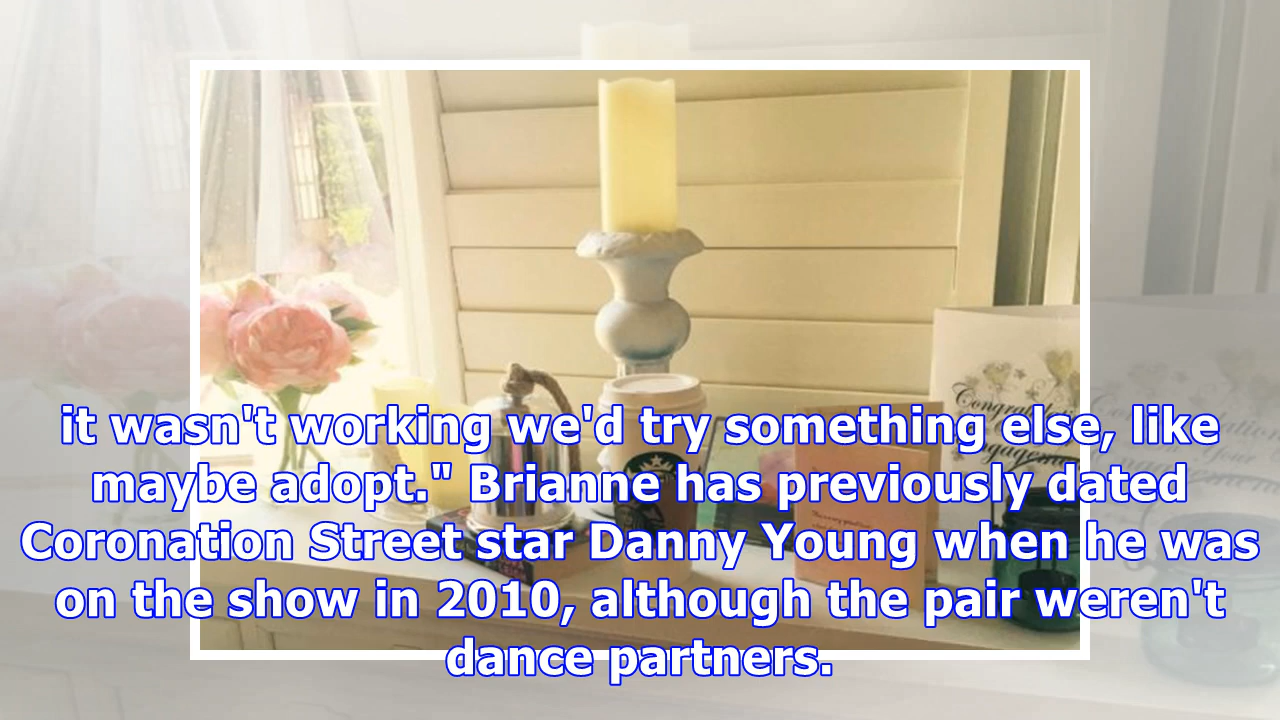 it wasn't working we'd try something else, like
maybe adopt." Brianne has previously dated
Coronation Street star Danny Young when he was
on the show in 2010, although the pair weren't
dance partners.